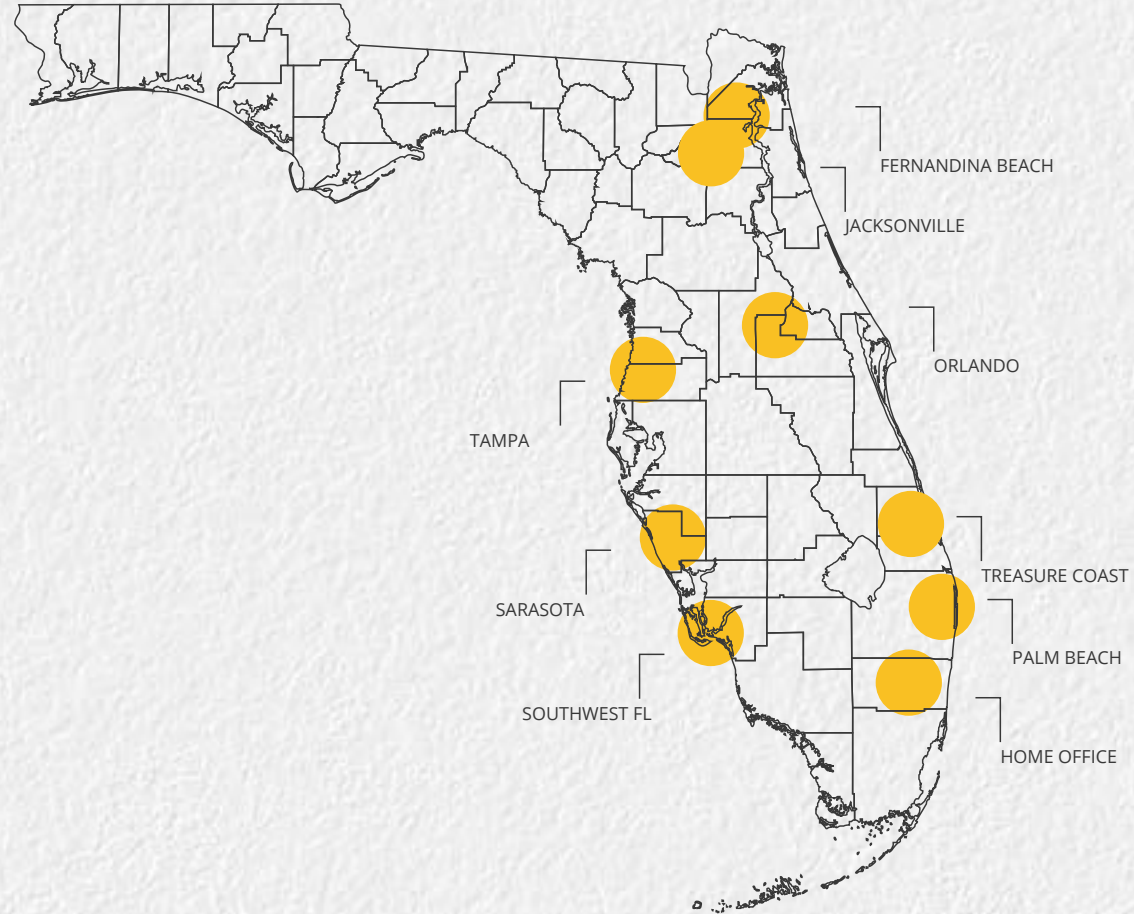 FERNANDINA BEACH
JACKSONVILLE
ORLANDO
TAMPA
TREASURE COAST
SARASOTA
PALM BEACH
SOUTHWEST FL
HOME OFFICE